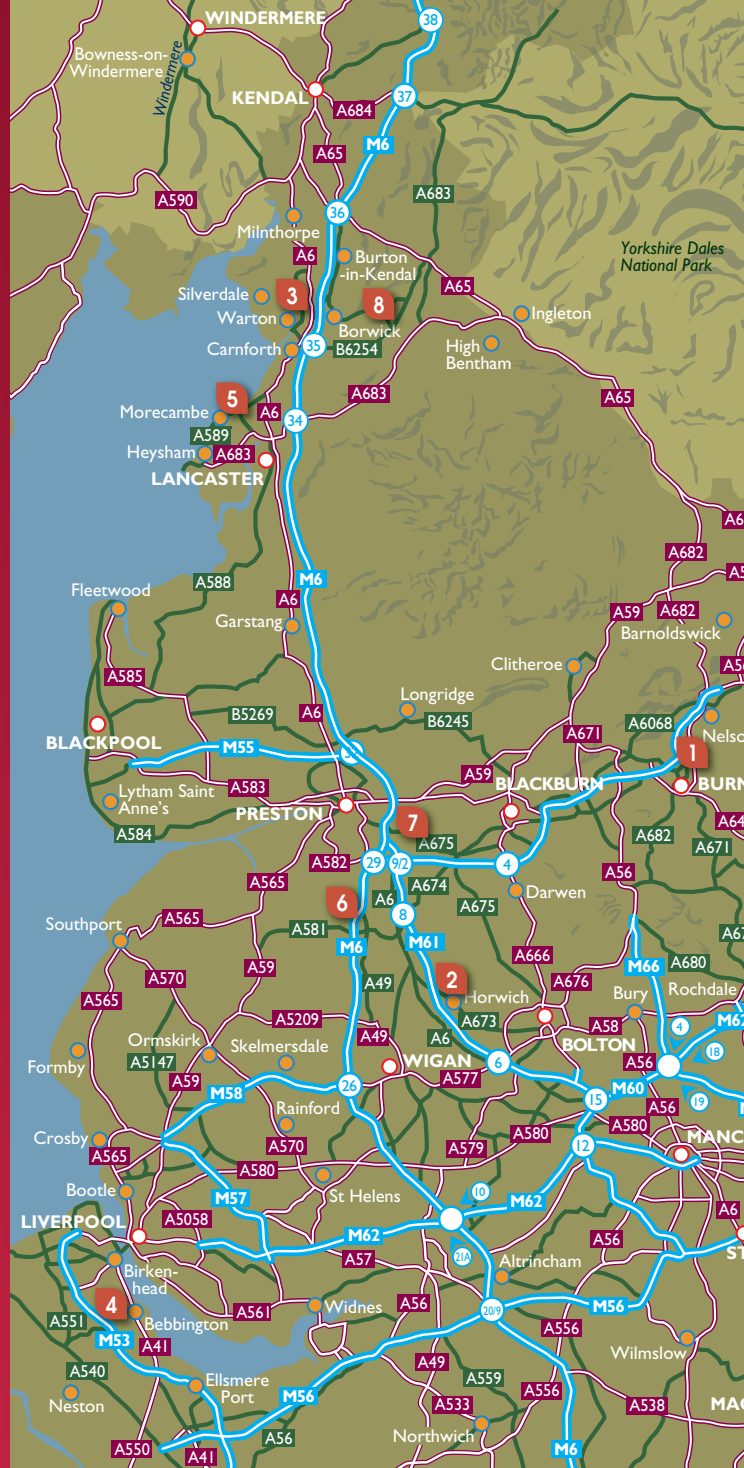 WINDERMERE
38
Bowness-on-
Windermere
Windermere
KENDAL
37
A684
M6
A65
A683
A590
36
Milnthorpe
A6
Burton
-in-Kendal
Yorkshire Dales
National Park
A65
Silverdale
3
8
Warton
Borwick
Ingleton
Carnforth
35
B6254
High
Bentham
A683
A65
5
Morecambe
A6
34
A589
Heysham
A683
LANCASTER
A6
A682
A5
M6
A588
Fleetwood
A6
A59
A682
Garstang
Barnoldswick
Clitheroe
A56
A585
Longridge
B5269
A6
B6245
A6068
Nelso
A671
BLACKPOOL
M55
1
A59
A583
BLACKBURN
BURN
Lytham Saint
Anne's
PRESTON
7
A64
A584
A675
A682
A671
A582
29
9/2
4
A56
A565
A674
Darwen
6
A6
A675
8
Southport
A565
A581
M6
M61
A67
A59
A666
M66
A680
A570
A49
2
A676
Rochdale
A565
Horwich
Bury
A5209
A673
A58
4
M62
Ormskirk
A49
A6
BOLTON
18
Formby
A5147
Skelmersdale
WIGAN
6
A56
A59
26
A577
M60
M58
15
19
Rainford
A56
Crosby
A570
A580
A580
A565
A579
12
MANC
A580
Bootle
M57
St Helens
10
M62
LIVERPOOL
A5058
A6
M62
A56
ST
A57
21A
Birken-
head
Altrincham
4
A561
Widnes
A56
20/9
M56
A551
Bebbington
A556
M53
A41
Wilmslow
A49
A540
Ellsmere
Port
A559
A556
Neston
M56
A533
A538
MAC
Northwich
A56
A550
A41
M6